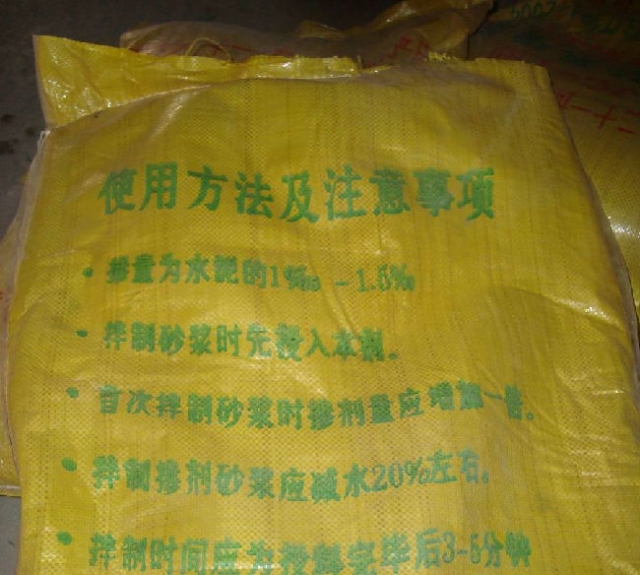 使用方法及注意事项
• 掺量为水泥的1‰-1.5‰
• 拌制砂浆时先投入本剂。
• 首次拌制砂浆时掺剂量应增加一倍。
• 拌制掺剂砂浆应减水20%左右。
• 拌制时间应为投料完毕后3-5分钟